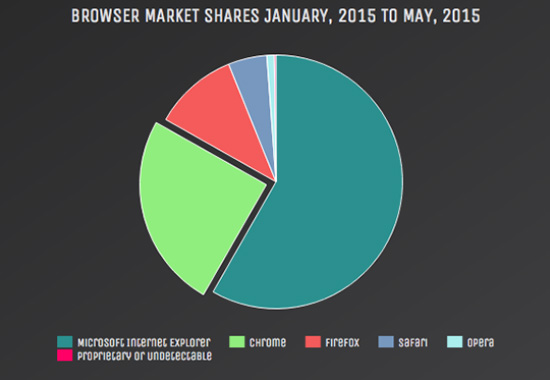 BROWSER MARKET SHARES JANUARY, 2015 TO MAY, 2015
Microsoft Internet Explorer Chrome Firefox Safari Opera
Proprietary or Undetectable